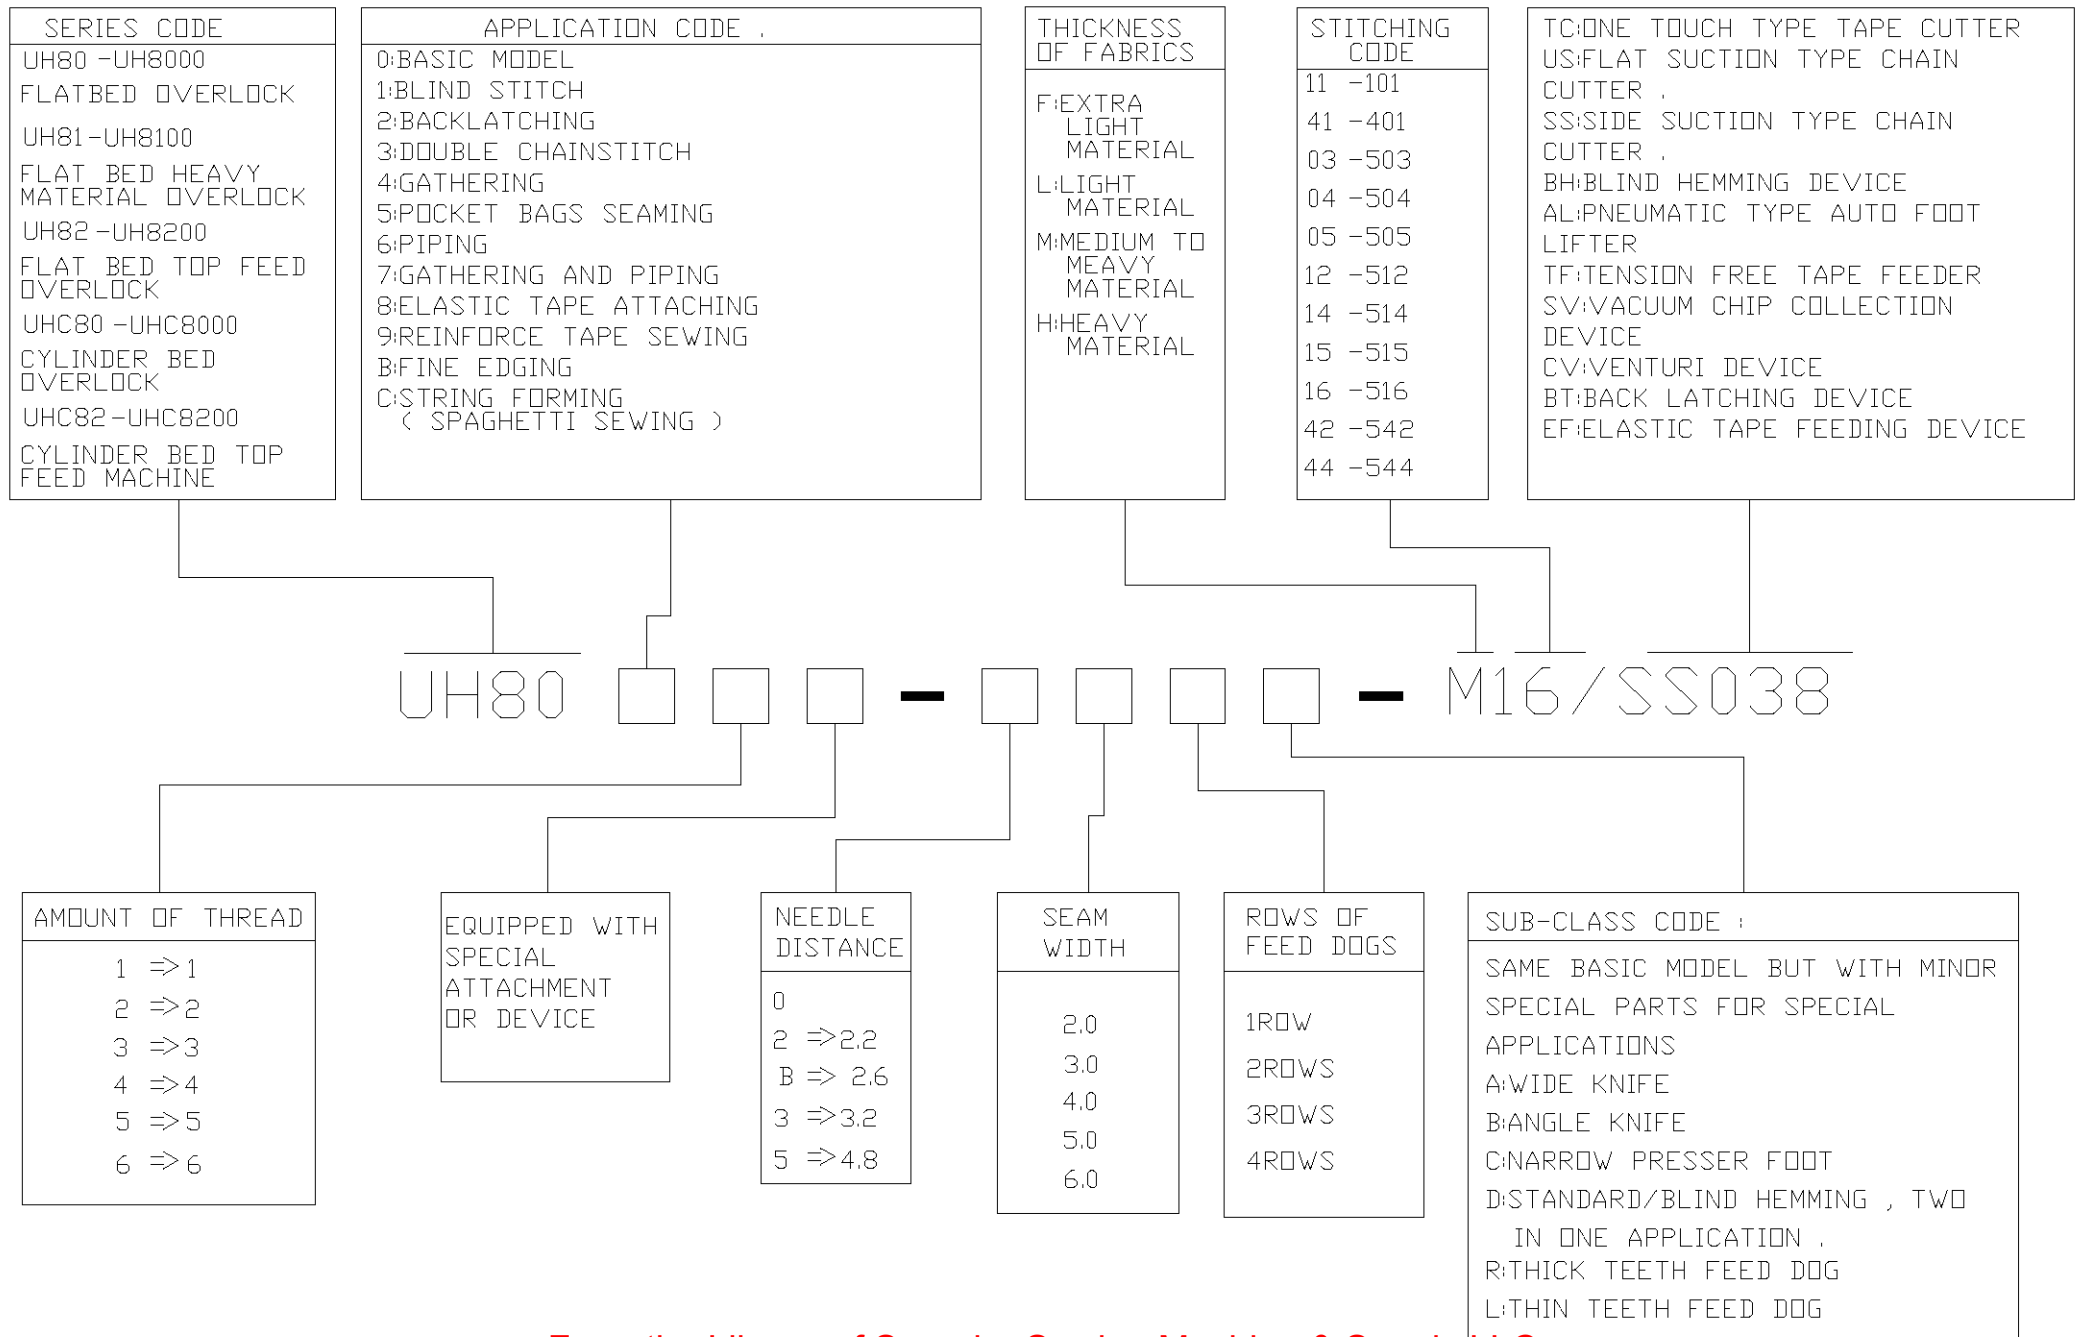 SERIES CODE
UH80-UH8000
FLATBED OVERLOCK
UH81-UH8100
FLAT BED HEAVY
MATERIAL OVERLOCK
UH82-UH8200
FLAT BED TOP FEED
OVERLOCK
UHC80-UHC8000
CYLINDER BED
OVERLOCK
UHC82-UHC8200
CYLINDER BED TOP
FEED MACHINE
APPLICATION CODE .
0:BASIC MODEL
1:BLIND STITCH
2:BACKLATCHING
3:DOUBLE CHAINSTITCH
4:GATHERING
5:POCKET BAGS SEAMING
6:PIPING
7:GATHERING AND PIPING
8:ELASTIC TAPE ATTACHING
9:REINFORCE TAPE SEWING
B:FINE EDGING
C:STRING FORMING
( SPAGHETTI SEWING )
THICKNESS
OF FABRICS
F:EXTRA
LIGHT
MATERIAL
L:LIGHT
MATERIAL
M:MEDIUM TO
MEAVY
MATERIAL
H:HEAVY
MATERIAL
STITCHING
CODE
11 -101
41 -401
03 -503
04 -504
05 -505
12 -512
14 -514
15 -515
16 -516
42 -542
44 -544
TC:ONE TOUCH TYPE TAPE CUTTER
US:FLAT SUCTION TYPE CHAIN
CUTTER .
SS:SIDE SUCTION TYPE CHAIN
CUTTER .
BH:BLIND HEMMING DEVICE
AL:PNEUMATIC TYPE AUTO FOOT
LIFTER
TF:TENSION FREE TAPE FEEDER
SV:VACUUM CHIP COLLECTION
DEVICE
CV:VENTURI DEVICE
BT:BACK LATCHING DEVICE
EF:ELASTIC TAPE FEEDING DEVICE
UH80 □ □ □ - □ □ □ □ - M16/SS038
AMOUNT OF THREAD
1 =>1
2 =>2
3 =>3
4 =>4
5 =>5
6 =>6
EQUIPPED WITH
SPECIAL
ATTACHMENT
OR DEVICE
NEEDLE
DISTANCE
0
2 =>2.2
B => 2.6
3 =>3.2
5 =>4.8
SEAM
WIDTH
2.0
3.0
4.0
5.0
6.0
ROWS OF
FEED DOGS
1ROW
2ROWS
3ROWS
4ROWS
SUB-CLASS CODE :
SAME BASIC MODEL BUT WITH MINOR
SPECIAL PARTS FOR SPECIAL
APPLICATIONS
A:WIDE KNIFE
B:ANGLE KNIFE
C:NARROW PRESSER FOOT
D:STANDARD/BLIND HEMMING , TWO
IN ONE APPLICATION .
R:THICK TEETH FEED DOG
L:THIN TEETH FEED DOG